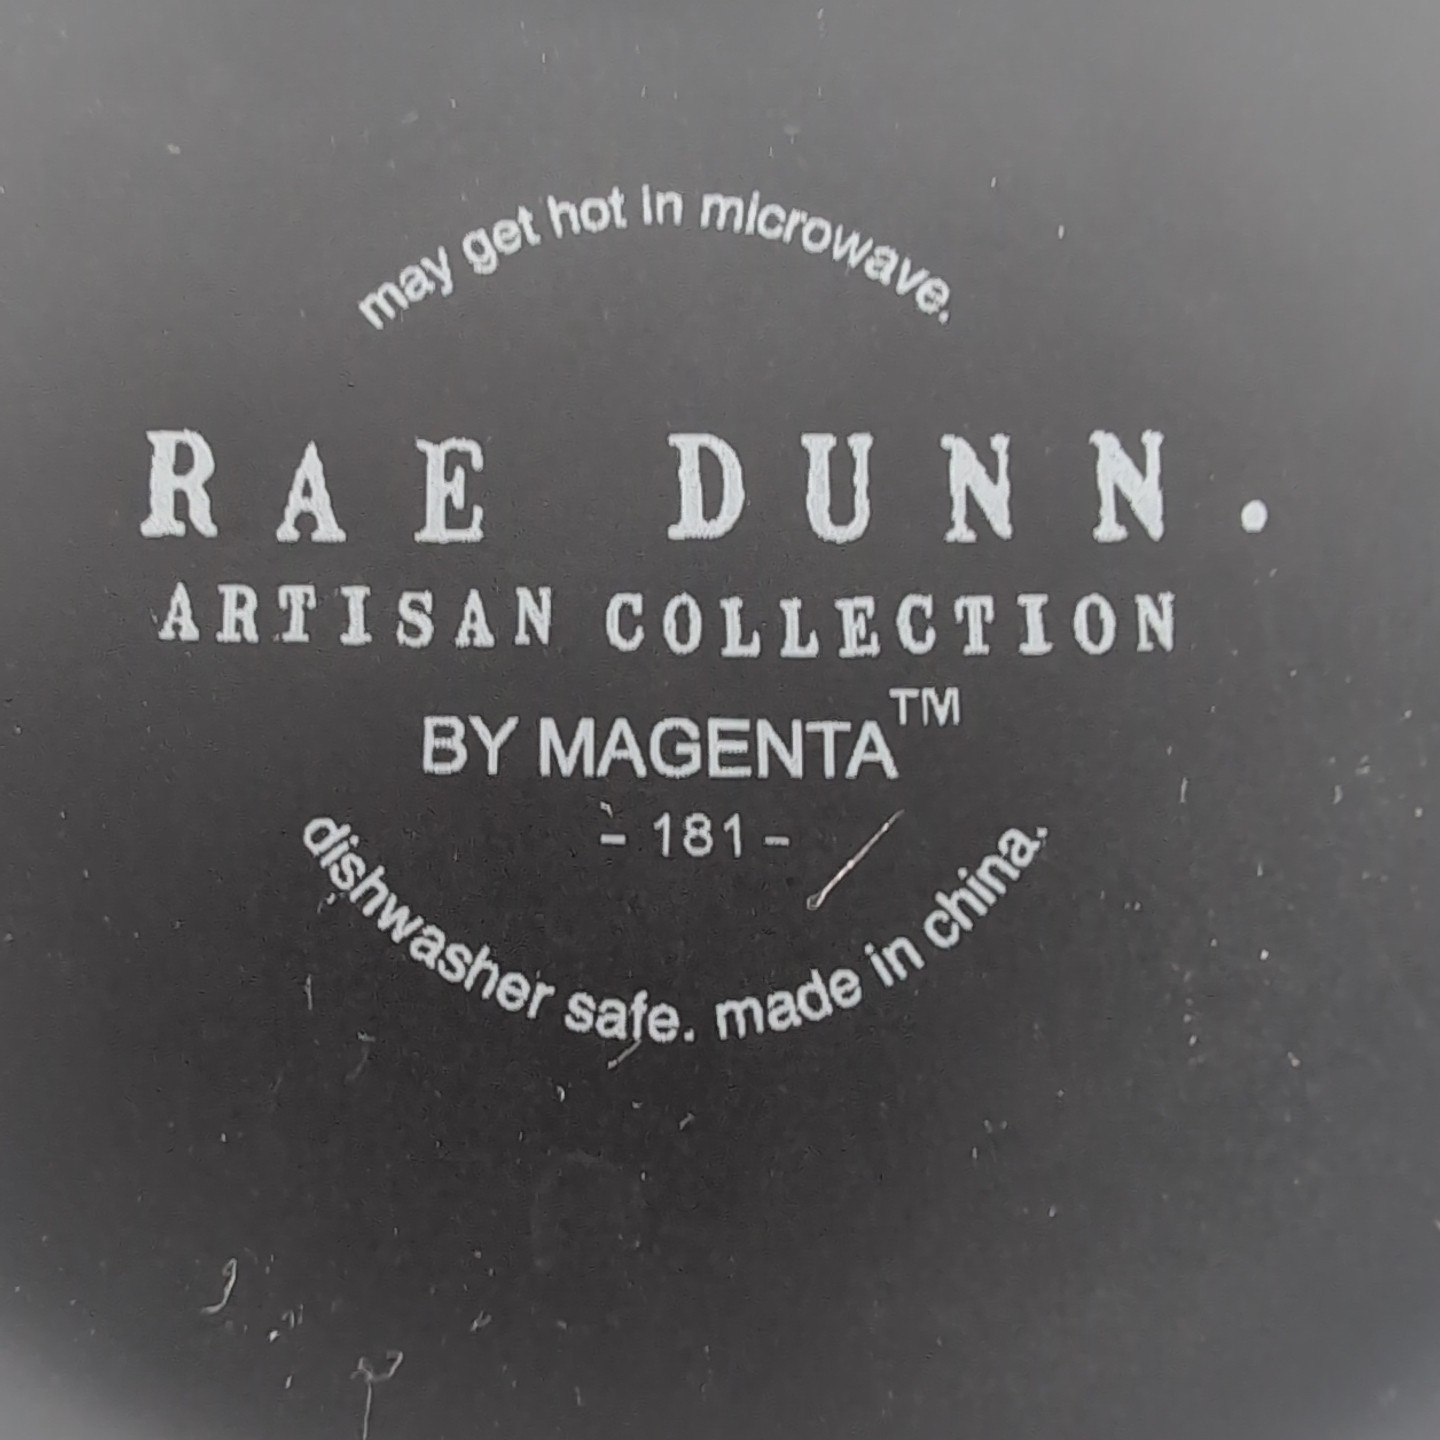 may get hot in microwave.
RAE DUNN.
ARTISAN COLLECTION
BY MAGENTA™
- 181 -
dishwasher safe. made in china.